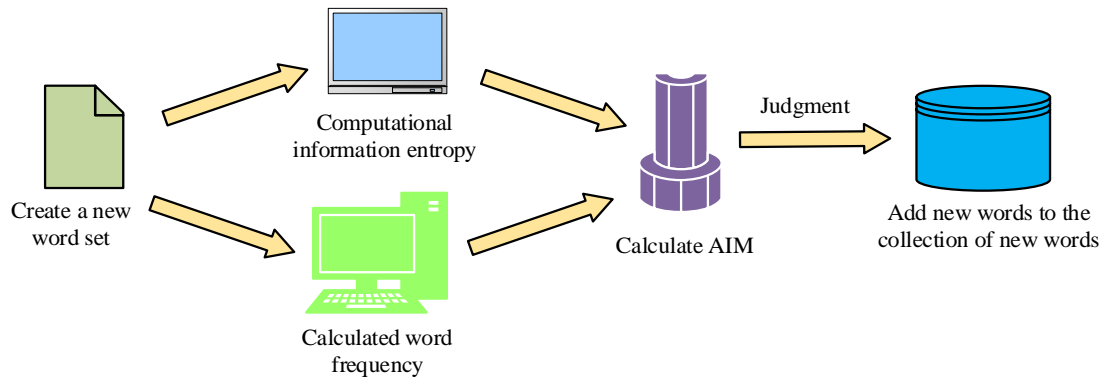 Create a new
word set
Computational
information entropy
Calculated word
frequency
Calculate AIM
Judgment
Add new words to the
collection of new words